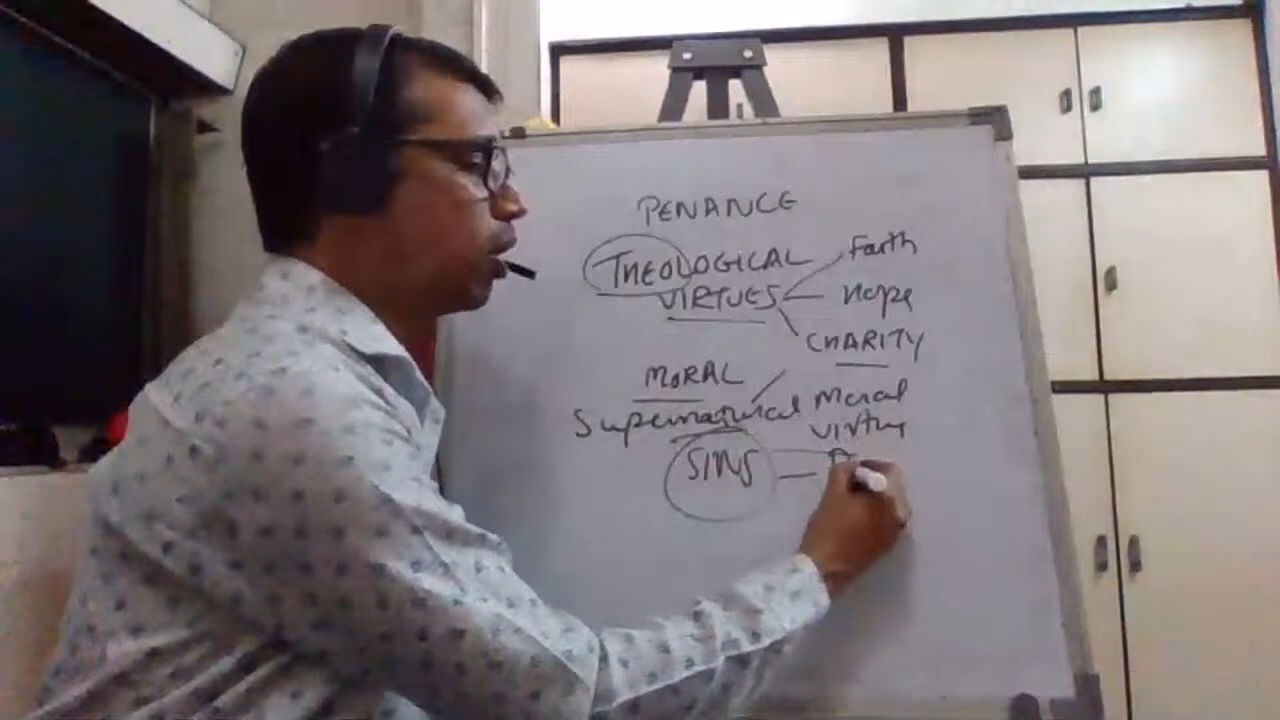 PENANCE
THEOLOGICAL Faith
VIRTUES Hope
CHARITY
MORAL
Supernatural Moral
virtue
SINS